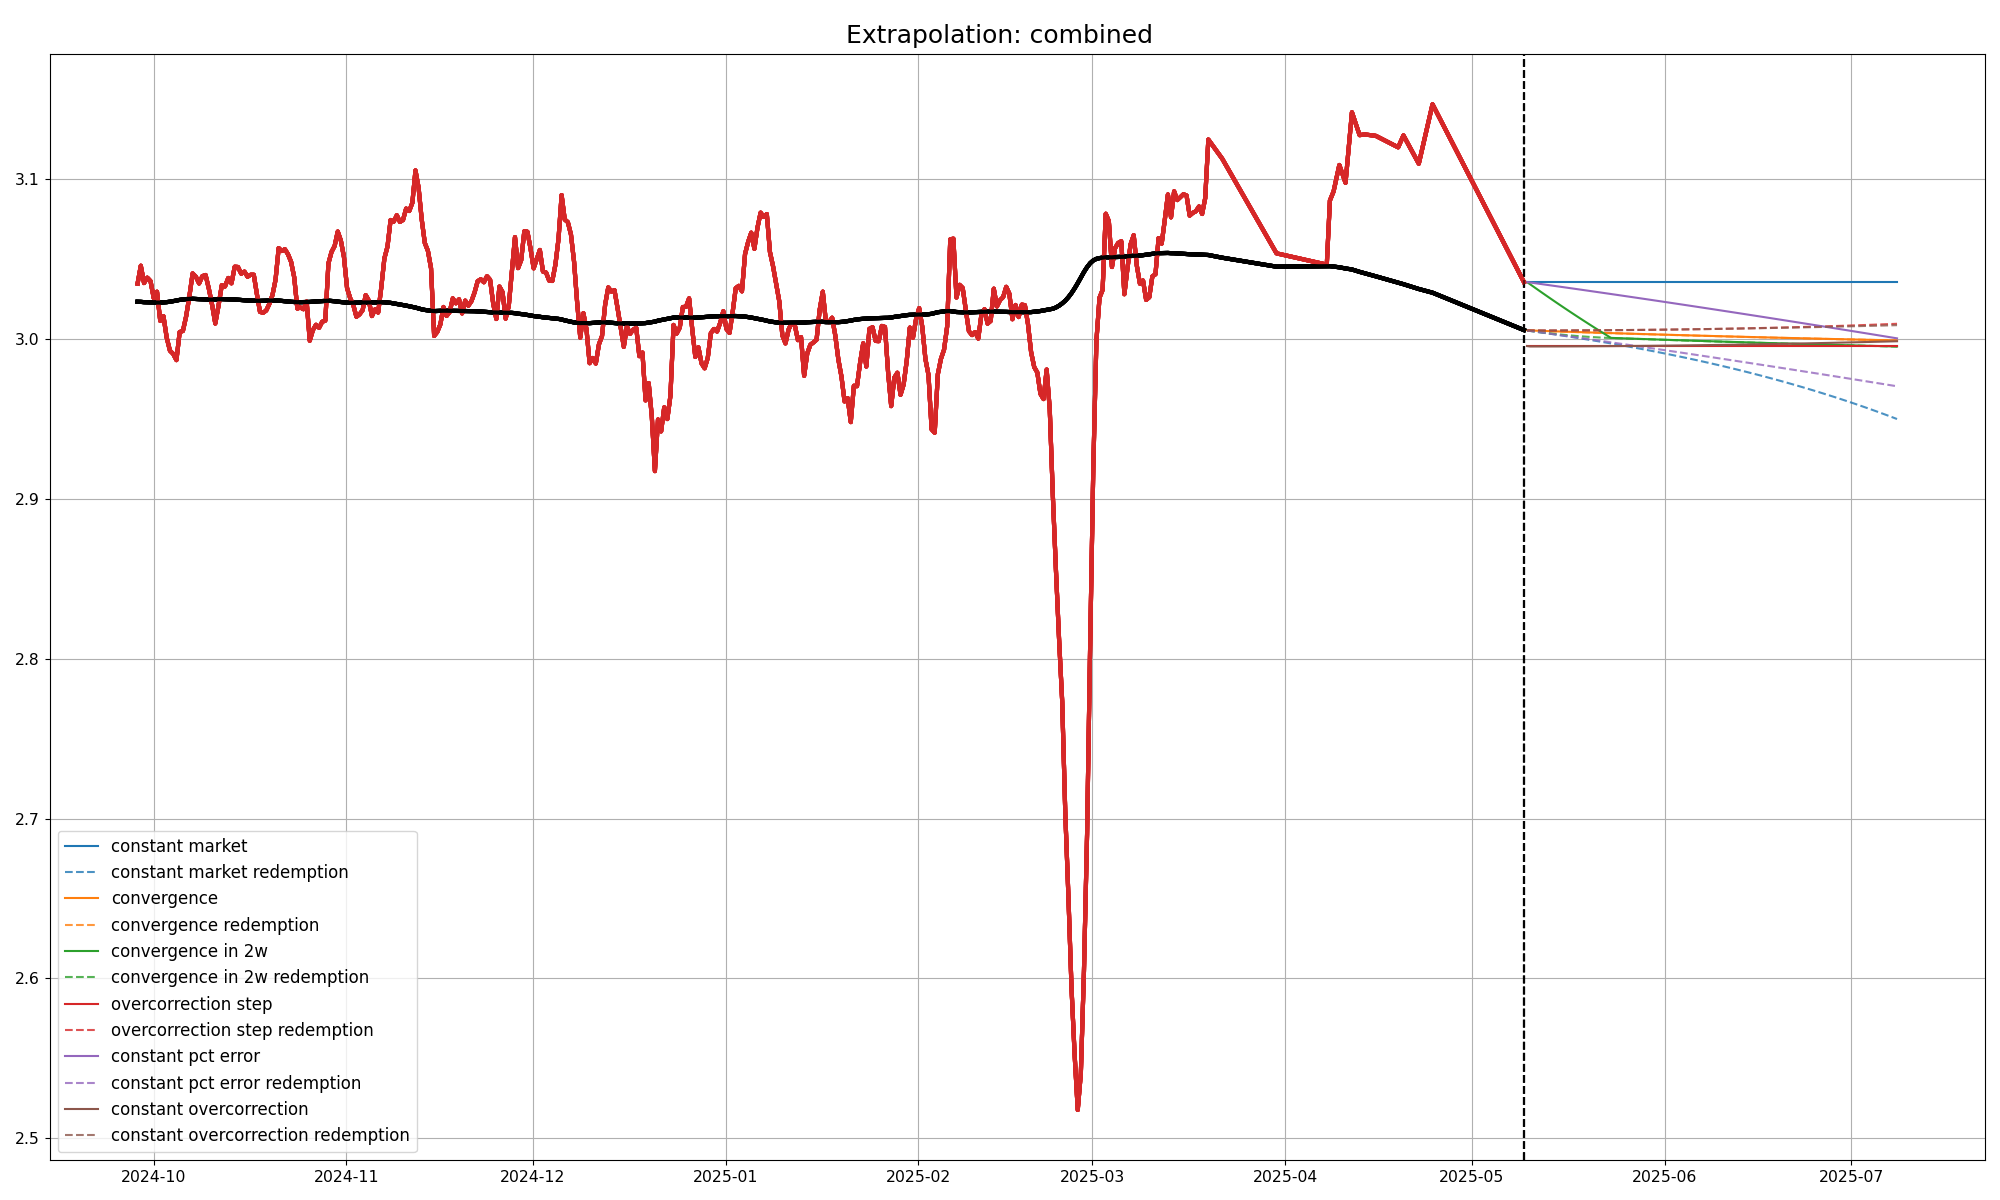 Extrapolation: combined
3.1
3.0
2.9
2.8
2.7
2.6
2.5
constant market
constant market redemption
convergence
convergence redemption
convergence in 2w
convergence in 2w redemption
overcorrection step
overcorrection step redemption
constant pct error
constant pct error redemption
constant overcorrection
constant overcorrection redemption
2024-10 2024-11 2024-12 2025-01 2025-02 2025-03 2025-04 2025-05 2025-06 2025-07